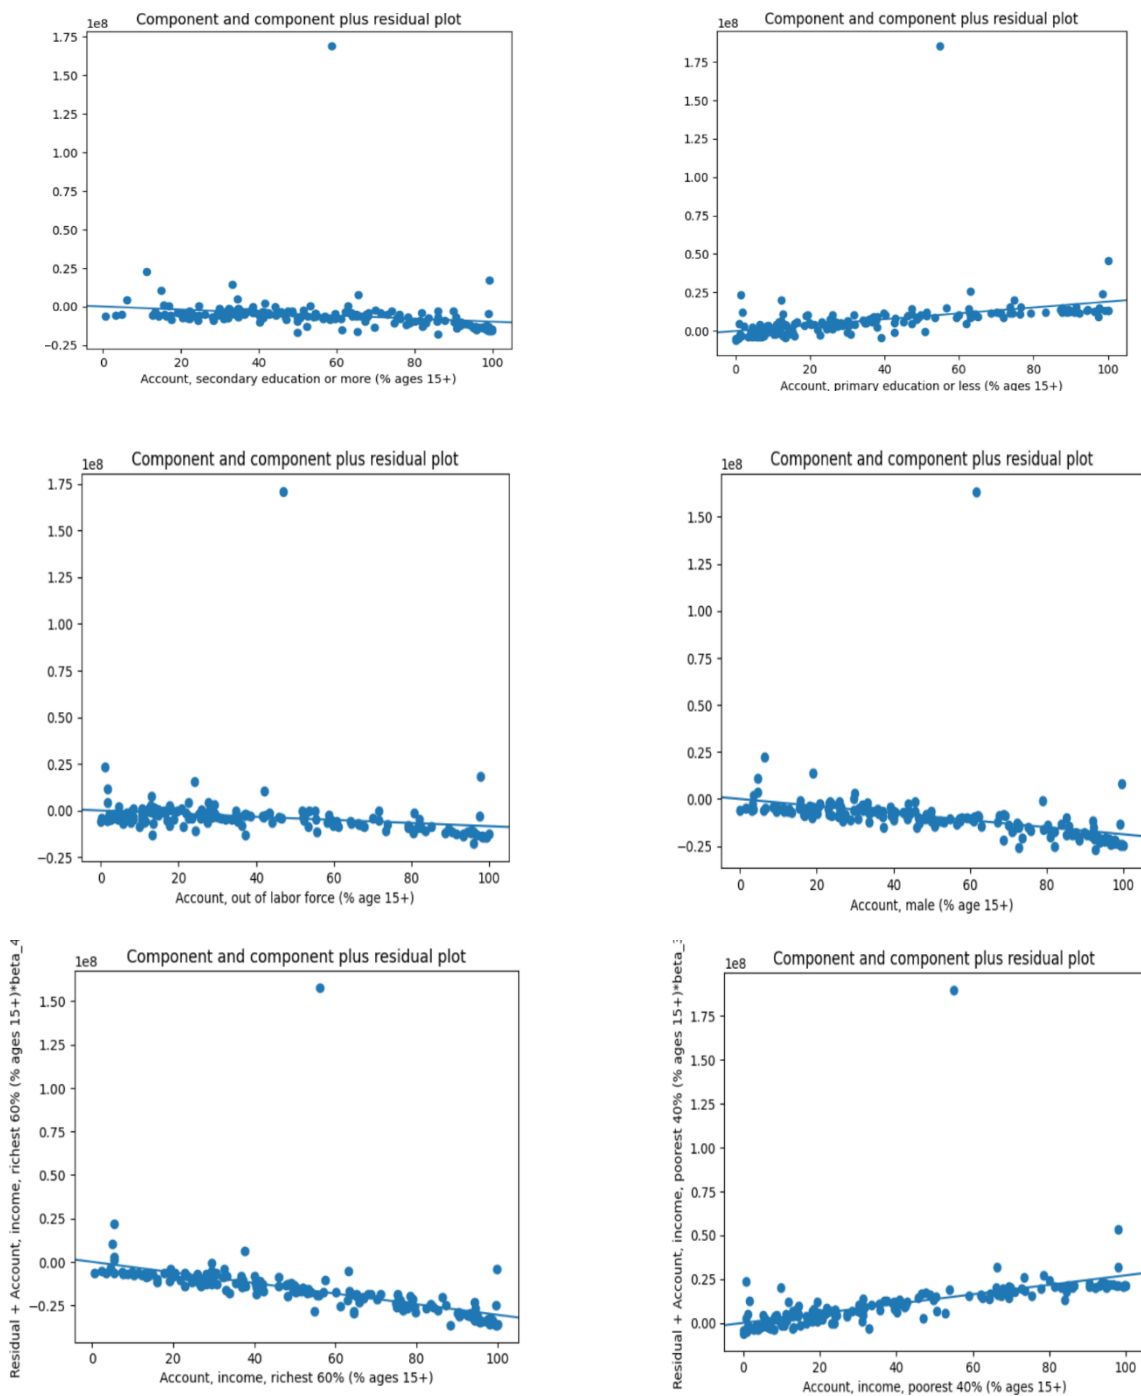 Component and component plus residual plot
1e8
1.75
1.50
1.25
1.00
0.75
0.50
0.25
0.00
−0.25
0 20 40 60 80 100
Account, secondary education or more (% ages 15+)
Component and component plus residual plot
1e8
1.75
1.50
1.25
1.00
0.75
0.50
0.25
0.00
0 20 40 60 80 100
Account, primary education or less (% ages 15+)
Component and component plus residual plot
1e8
1.75
1.50
1.25
1.00
0.75
0.50
0.25
0.00
−0.25
0 20 40 60 80 100
Account, out of labor force (% age 15+)
Component and component plus residual plot
1e8
1.50
1.25
1.00
0.75
0.50
0.25
0.00
−0.25
0 20 40 60 80 100
Account, male (% age 15+)
Component and component plus residual plot
1e8
Residual + Account, income, richest 60% (% ages 15+)*beta_4
1.50
1.25
1.00
0.75
0.50
0.25
0.00
−0.25
0 20 40 60 80 100
Account, income, richest 60% (% ages 15+)
Component and component plus residual plot
1e8
Residual + Account, income, poorest 40% (% ages 15+)*beta_
1.75
1.50
1.25
1.00
0.75
0.50
0.25
0.00
0 20 40 60 80 100
Account, income, poorest 40% (% ages 15+)